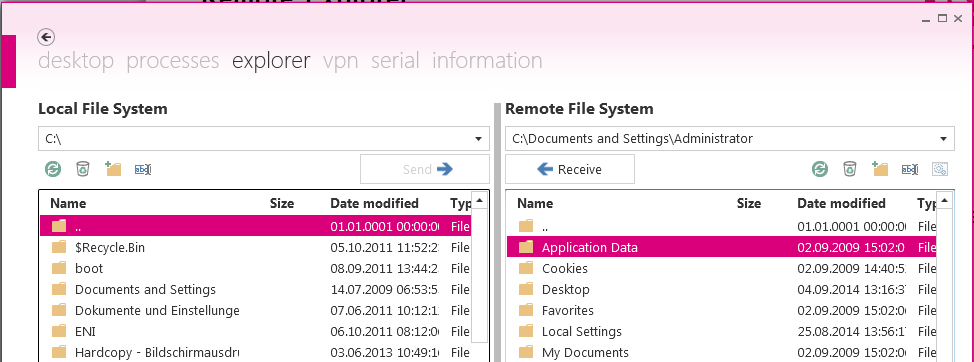 desktop processes explorer vpn serial information
Local File System
C:\
Send
Name Size Date modified Typ
.. 01.01.0001 00:00:0 File
$Recycle.Bin 05.10.2011 11:52:2 File
boot 08.09.2011 13:44:2 File
Documents and Settings 14.07.2009 06:53:5 File
Dokumente und Einstellunge 07.06.2011 10:12:1 File
ENI 06.10.2011 08:12:0 File
Hardcopy - Bildschirmausdr 03.06.2013 10:49:1 File
Remote File System
C:\Documents and Settings\Administrator
Receive
Name Size Date modified Typ
.. 01.01.0001 00:00:0 File
Application Data 02.09.2009 15:02:0 File
Cookies 02.09.2009 14:40:5 File
Desktop 04.09.2014 13:16:3 File
Favorites 02.09.2009 15:02:0 File
Local Settings 25.08.2014 13:56:1 File
My Documents 02.09.2009 15:02:0 File